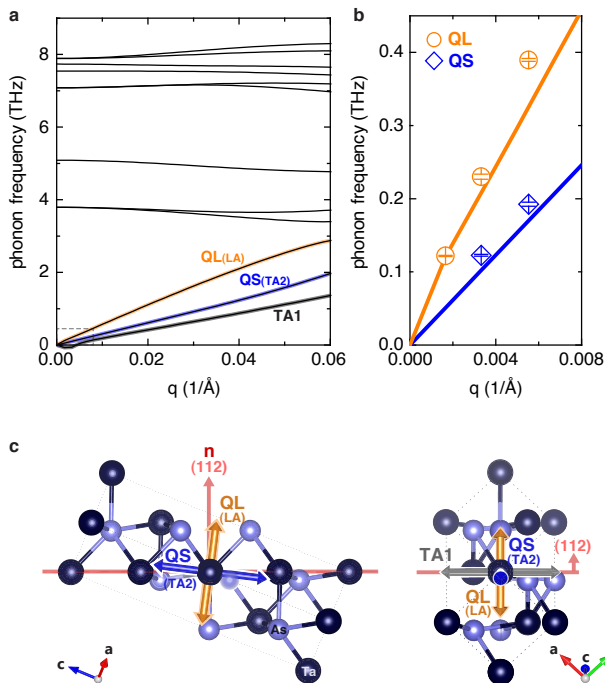 a
phonon frequency (THz)
8
6
4
2
0
QL(LA)
QS(TA2)
TA1
0.00
0.02
0.04
0.06
q (1/Å)
b
phonon frequency (THz)
QL
QS
0.4
0.3
0.2
0.1
0.0
0.000
0.004
0.008
q (1/Å)
c
n
(112)
QL
(LA)
QS
(TA2)
As
Ta
c
a
TA1
QS
(TA2)
(112)
QL
(LA)
a
c